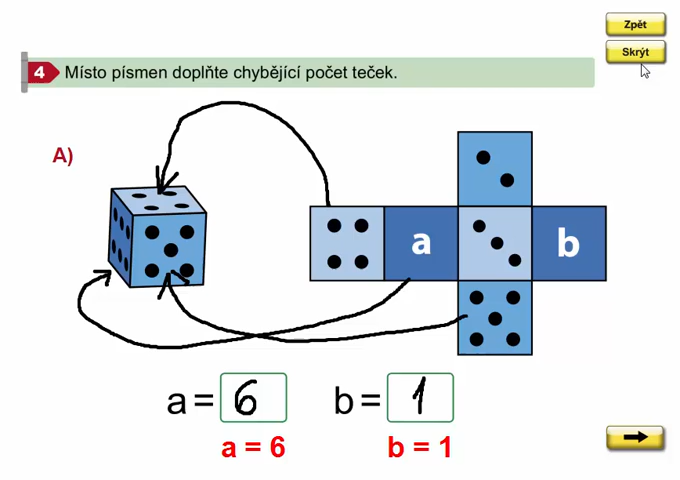 Zpět
Skrýt
4 Místo písmen doplňte chybějící počet teček.
A)
a b
a = 6 b = 1
a = 6 b = 1